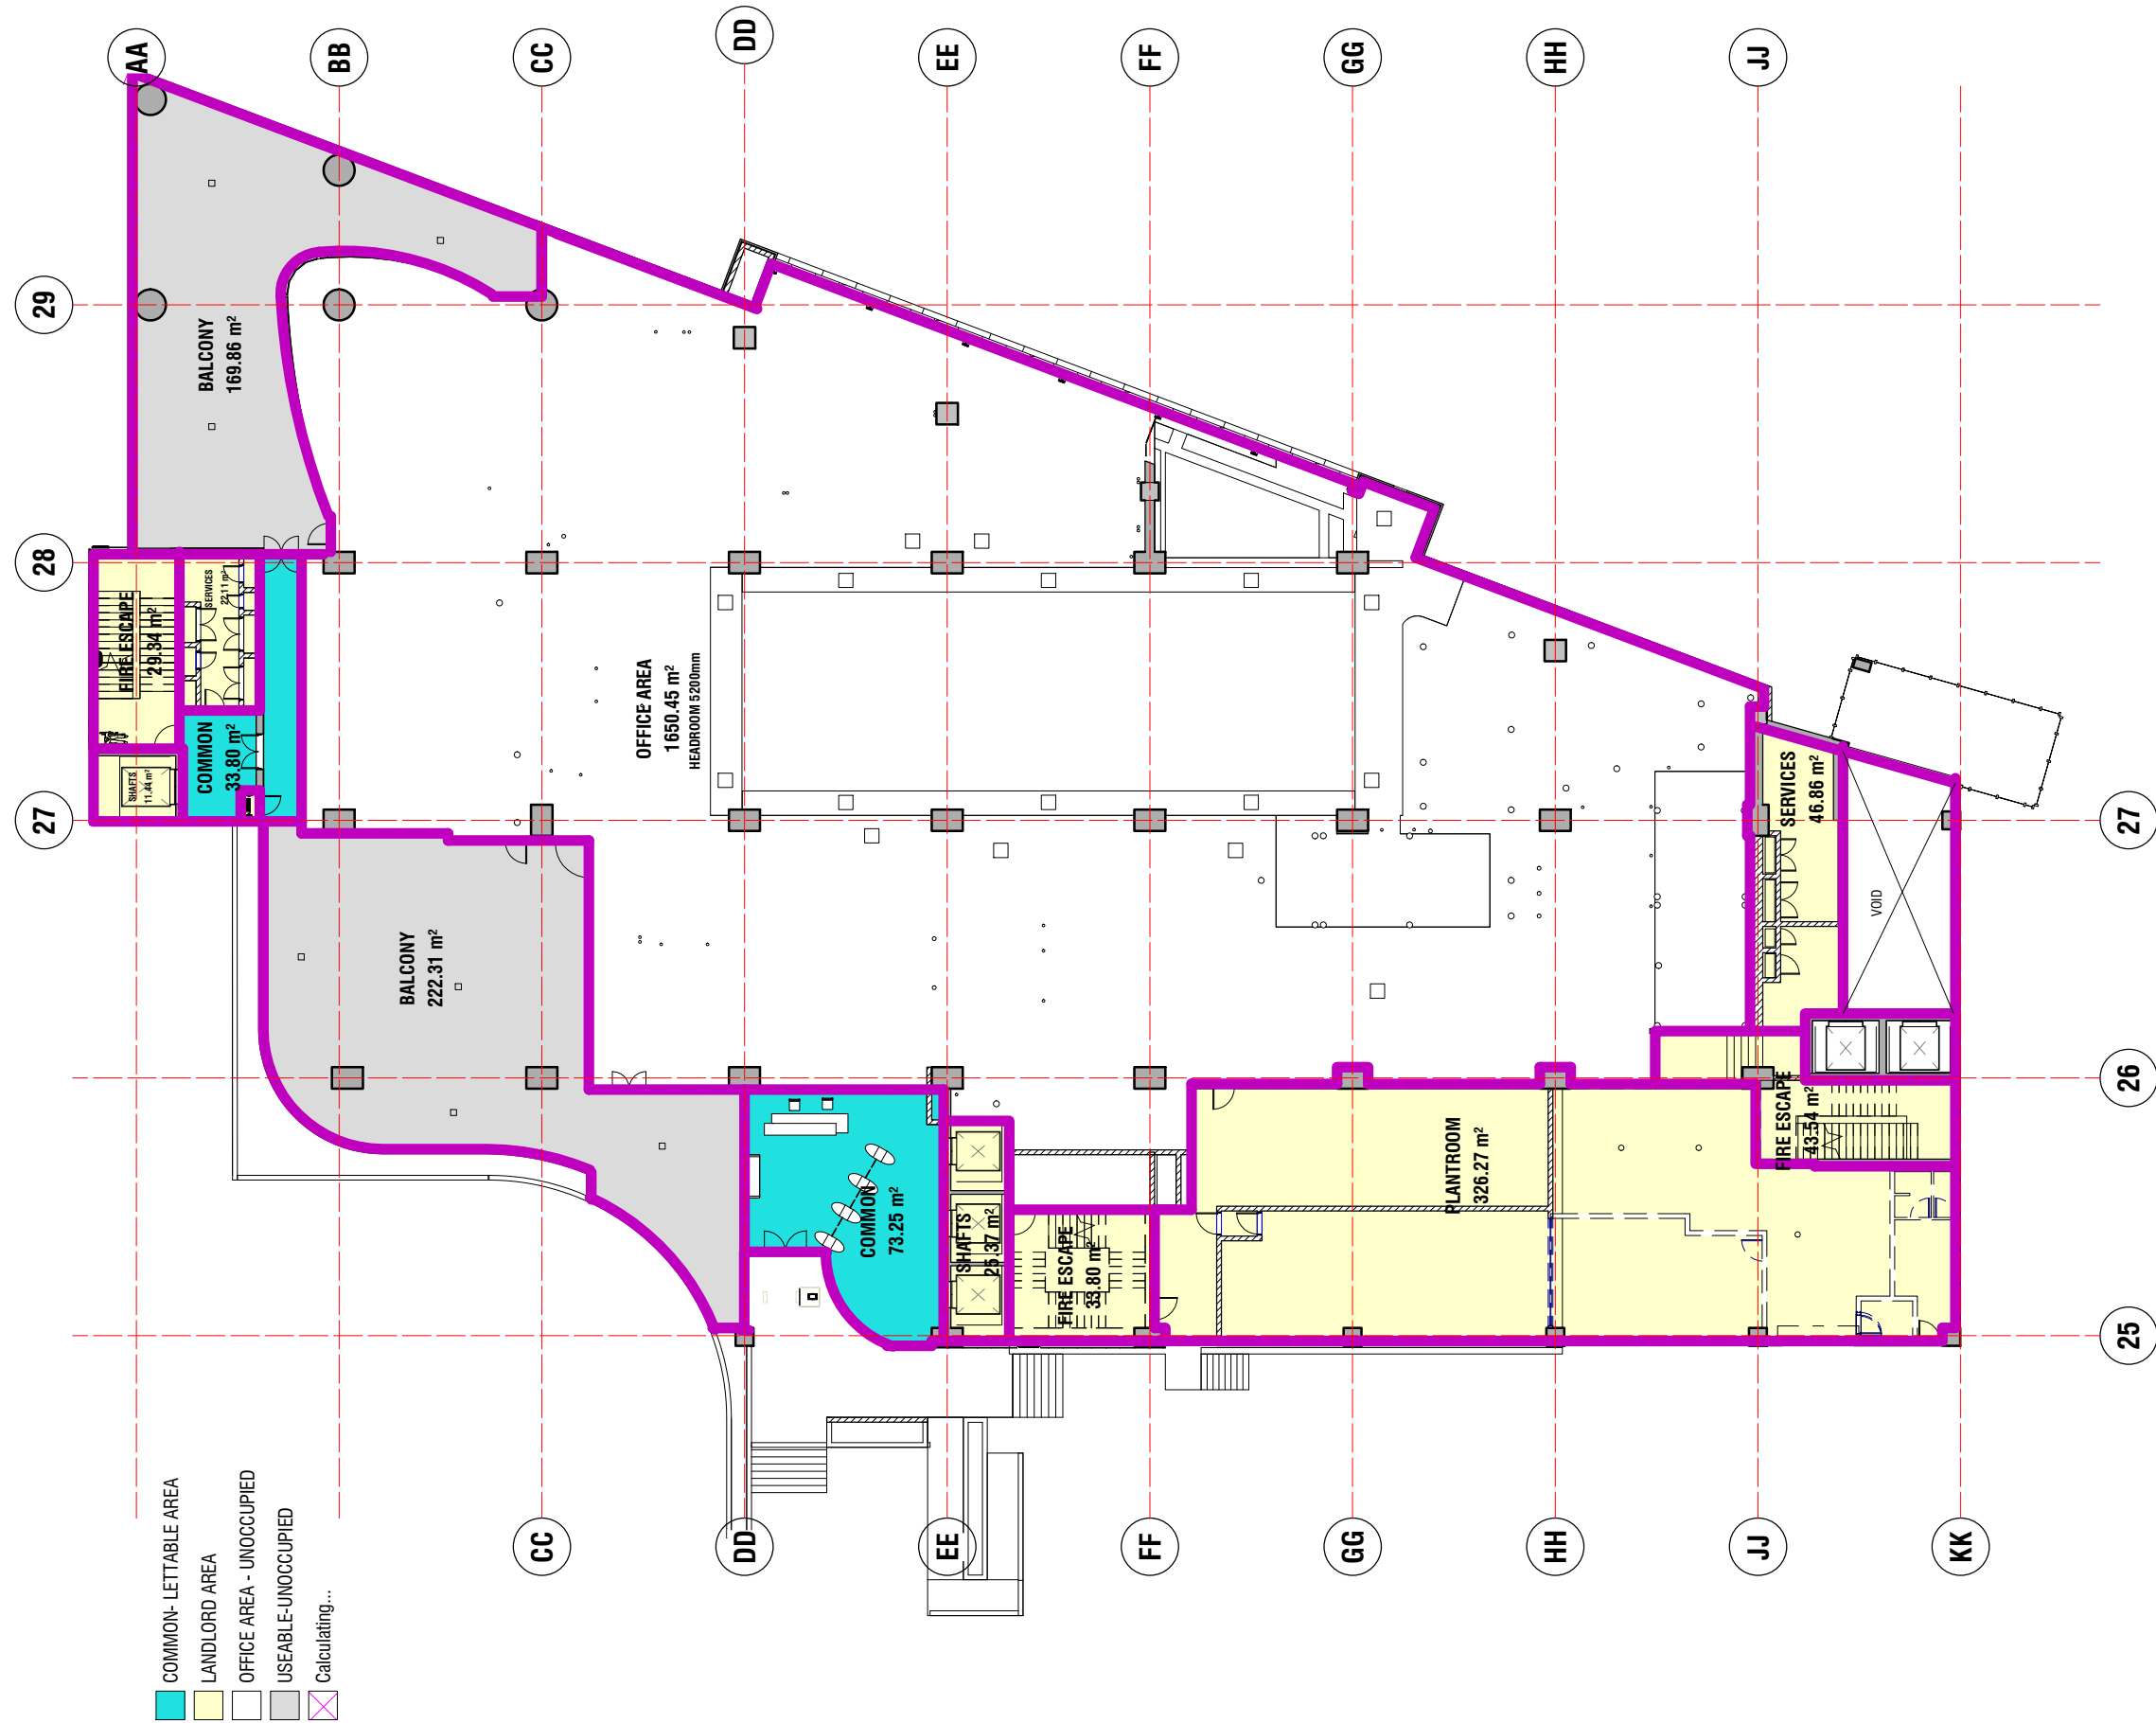 AA
BB
CC
DD
EE
FF
GG
HH
JJ
29
28
27
BALCONY
169.86 m²
FIRE ESCAPE
29.34 m²
SERVICES
22.11 m²
COMMON
33.80 m²
SHAFTS
11.44 m²
OFFICE AREA
1650.45 m²
HEADROOM 5200mm
BALCONY
222.31 m²
SERVICES
46.86 m²
VOID
27
26
25
COMMON
73.25 m²
SHAFTS
25.37 m²
FIRE ESCAPE
33.80 m²
PLANTROOM
326.27 m²
FIRE ESCAPE
43.54 m²
CC
DD
EE
FF
GG
HH
JJ
KK
COMMON- LETTABLE AREA
LANDLORD AREA
OFFICE AREA - UNOCCUPIED
USEABLE-UNOCCUPIED
Calculating...